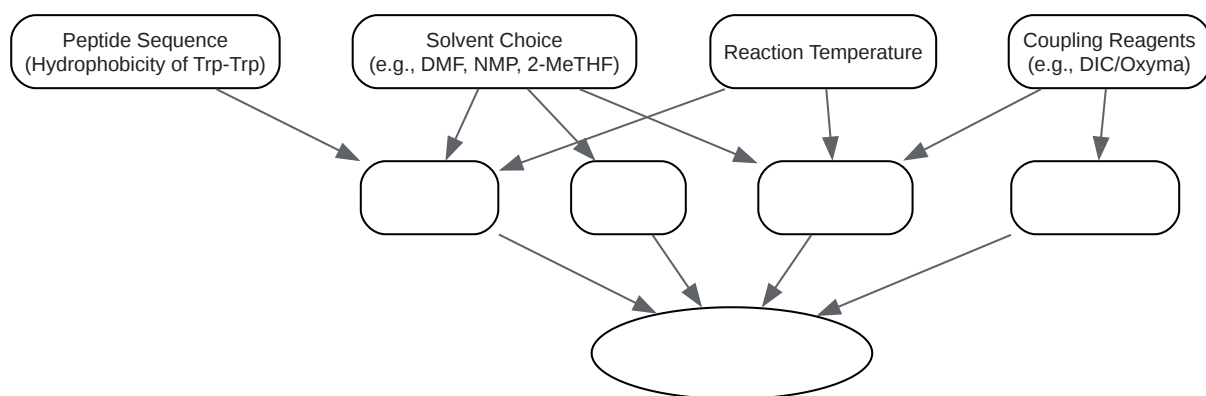 Peptide Sequence
(Hydrophobicity of Trp-Trp)
Solvent Choice
(e.g., DMF, NMP, 2-MeTHF)
Reaction Temperature
Coupling Reagents
(e.g., DIC/Oxyma)